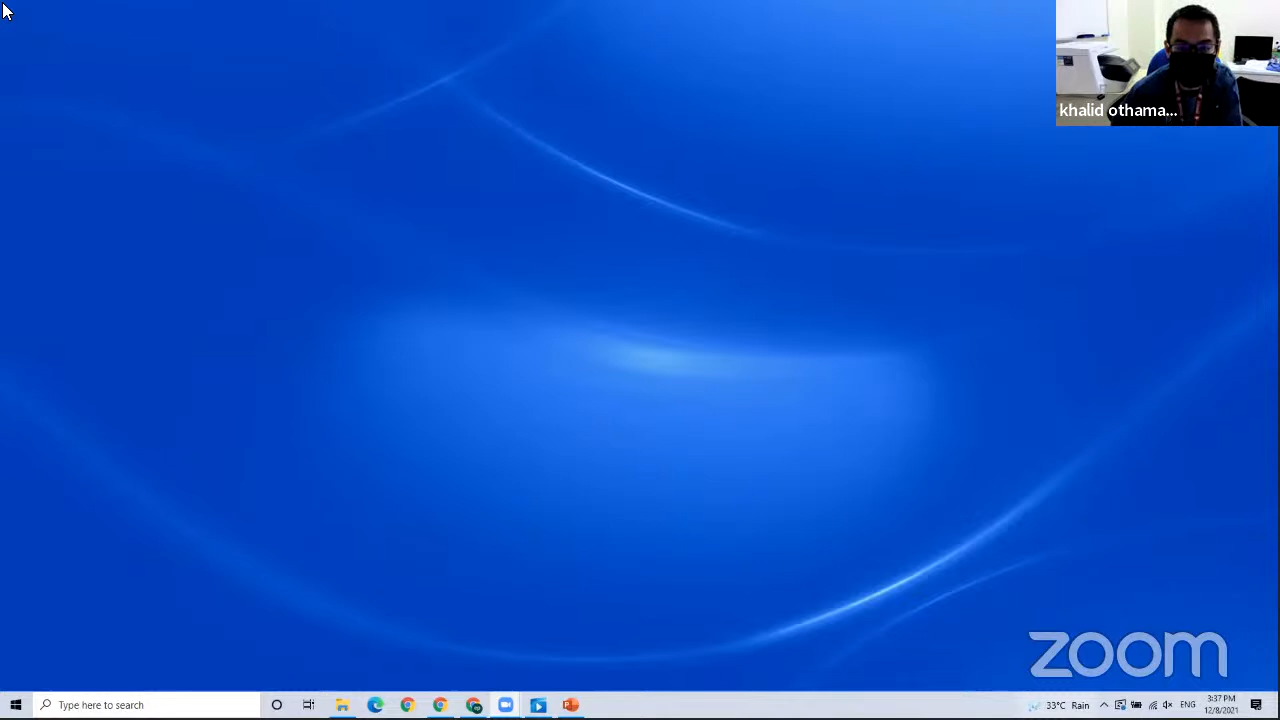 khalid othama...
zoom
Type here to search
33°C Rain
ENG
3:37 PM
12/8/2021